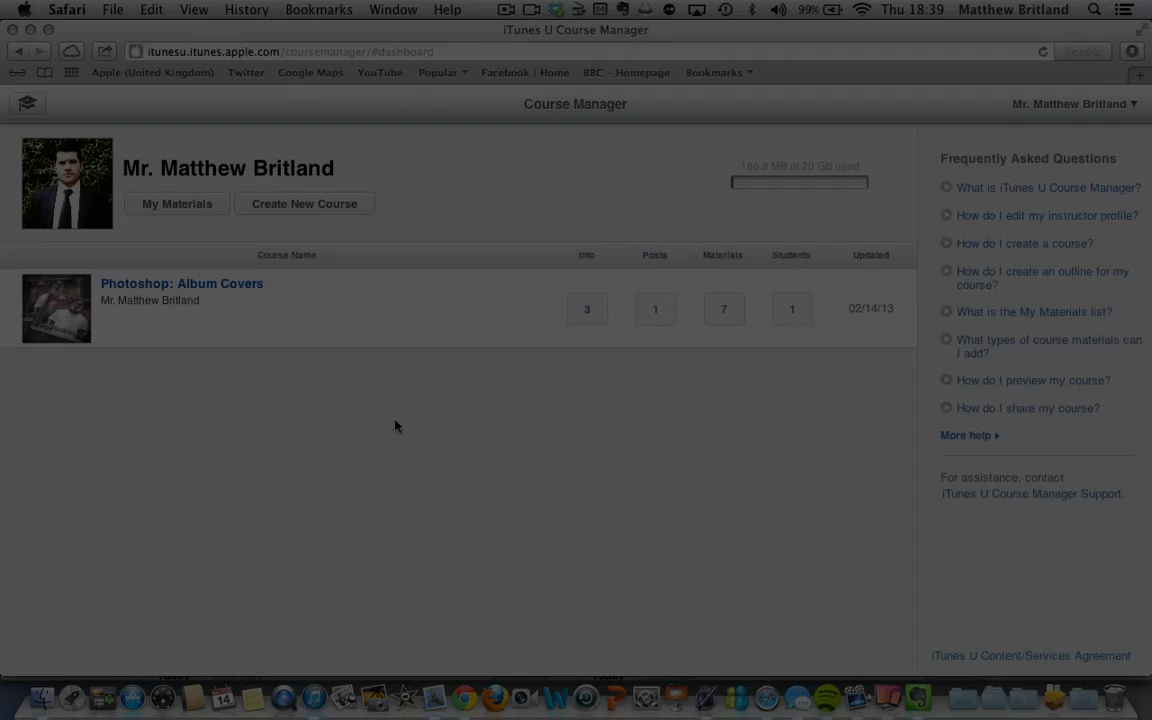 Safari File Edit View History Bookmarks Window Help 99% Thu 18:39 Matthew Britland
iTunes U Course Manager
itunesu.itunes.apple.com/coursemanager/#dashboard Reader
Apple (United Kingdom) Twitter Google Maps YouTube Popular Facebook | Home BBC – Homepage Bookmarks
Course Manager
Mr. Matthew Britland
Mr. Matthew Britland
My Materials Create New Course
186.8 MB of 20 GB used
Course Name Info Posts Materials Students Updated
Photoshop: Album Covers
Mr. Matthew Britland
3 1 7 1 02/14/13
Frequently Asked Questions
What is iTunes U Course Manager?
How do I edit my instructor profile?
How do I create a course?
How do I create an outline for my
course?
What is the My Materials list?
What types of course materials can
I add?
How do I preview my course?
How do I share my course?
More help
For assistance, contact
iTunes U Course Manager Support.
iTunes U Content/Services Agreement
14